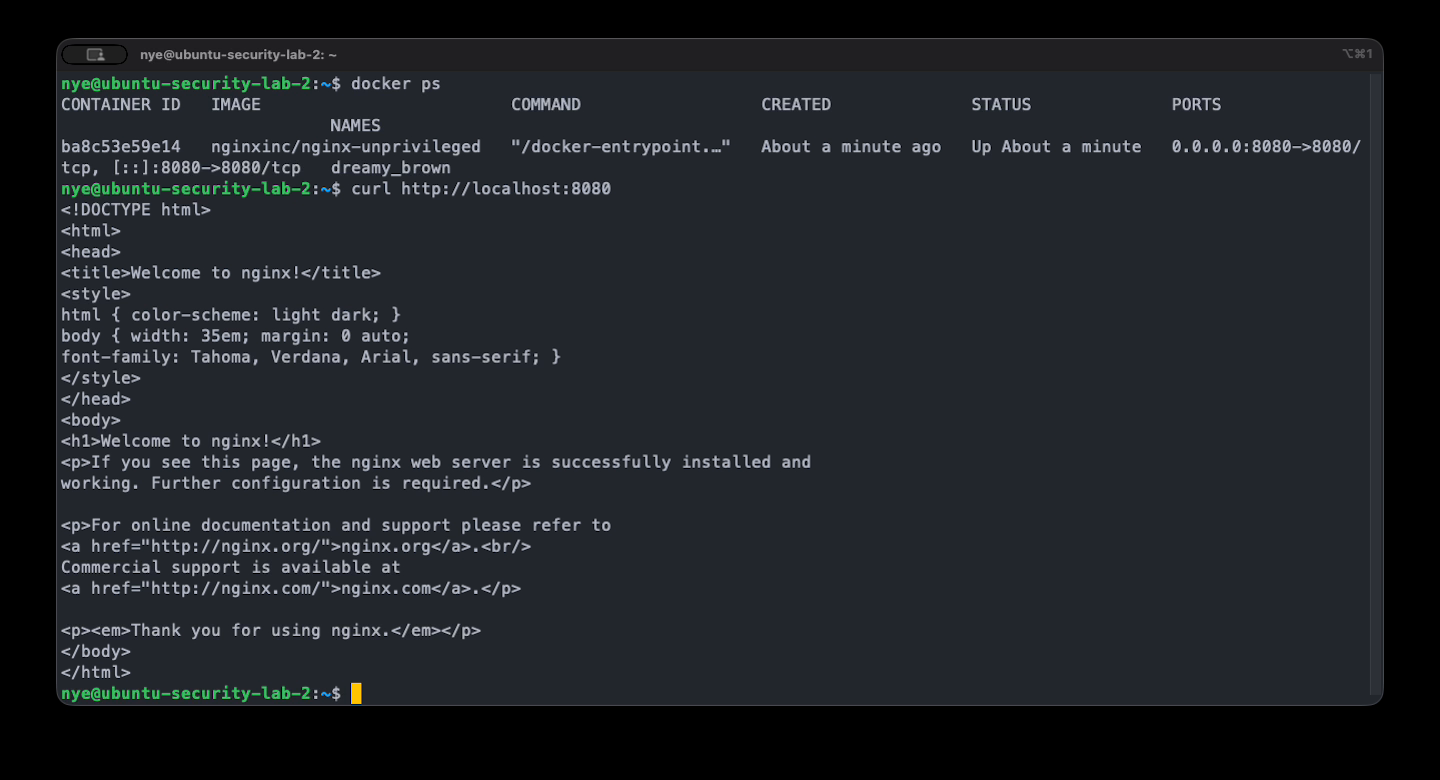 nye@ubuntu-security-lab-2: ~
⌥⌘1
nye@ubuntu-security-lab-2:~$ docker ps
CONTAINER ID   IMAGE                         COMMAND                  CREATED              STATUS              PORTS
                           NAMES
ba8c53e59e14   nginxinc/nginx-unprivileged   "/docker-entrypoint.…"   About a minute ago   Up About a minute   0.0.0.0:8080->8080/
tcp, [::]:8080->8080/tcp   dreamy_brown
nye@ubuntu-security-lab-2:~$ curl http://localhost:8080
<!DOCTYPE html>
<html>
<head>
<title>Welcome to nginx!</title>
<style>
html { color-scheme: light dark; }
body { width: 35em; margin: 0 auto;
font-family: Tahoma, Verdana, Arial, sans-serif; }
</style>
</head>
<body>
<h1>Welcome to nginx!</h1>
<p>If you see this page, the nginx web server is successfully installed and
working. Further configuration is required.</p>

<p>For online documentation and support please refer to
<a href="http://nginx.org/">nginx.org</a>.<br/>
Commercial support is available at
<a href="http://nginx.com/">nginx.com</a>.</p>

<p><em>Thank you for using nginx.</em></p>
</body>
</html>
nye@ubuntu-security-lab-2:~$